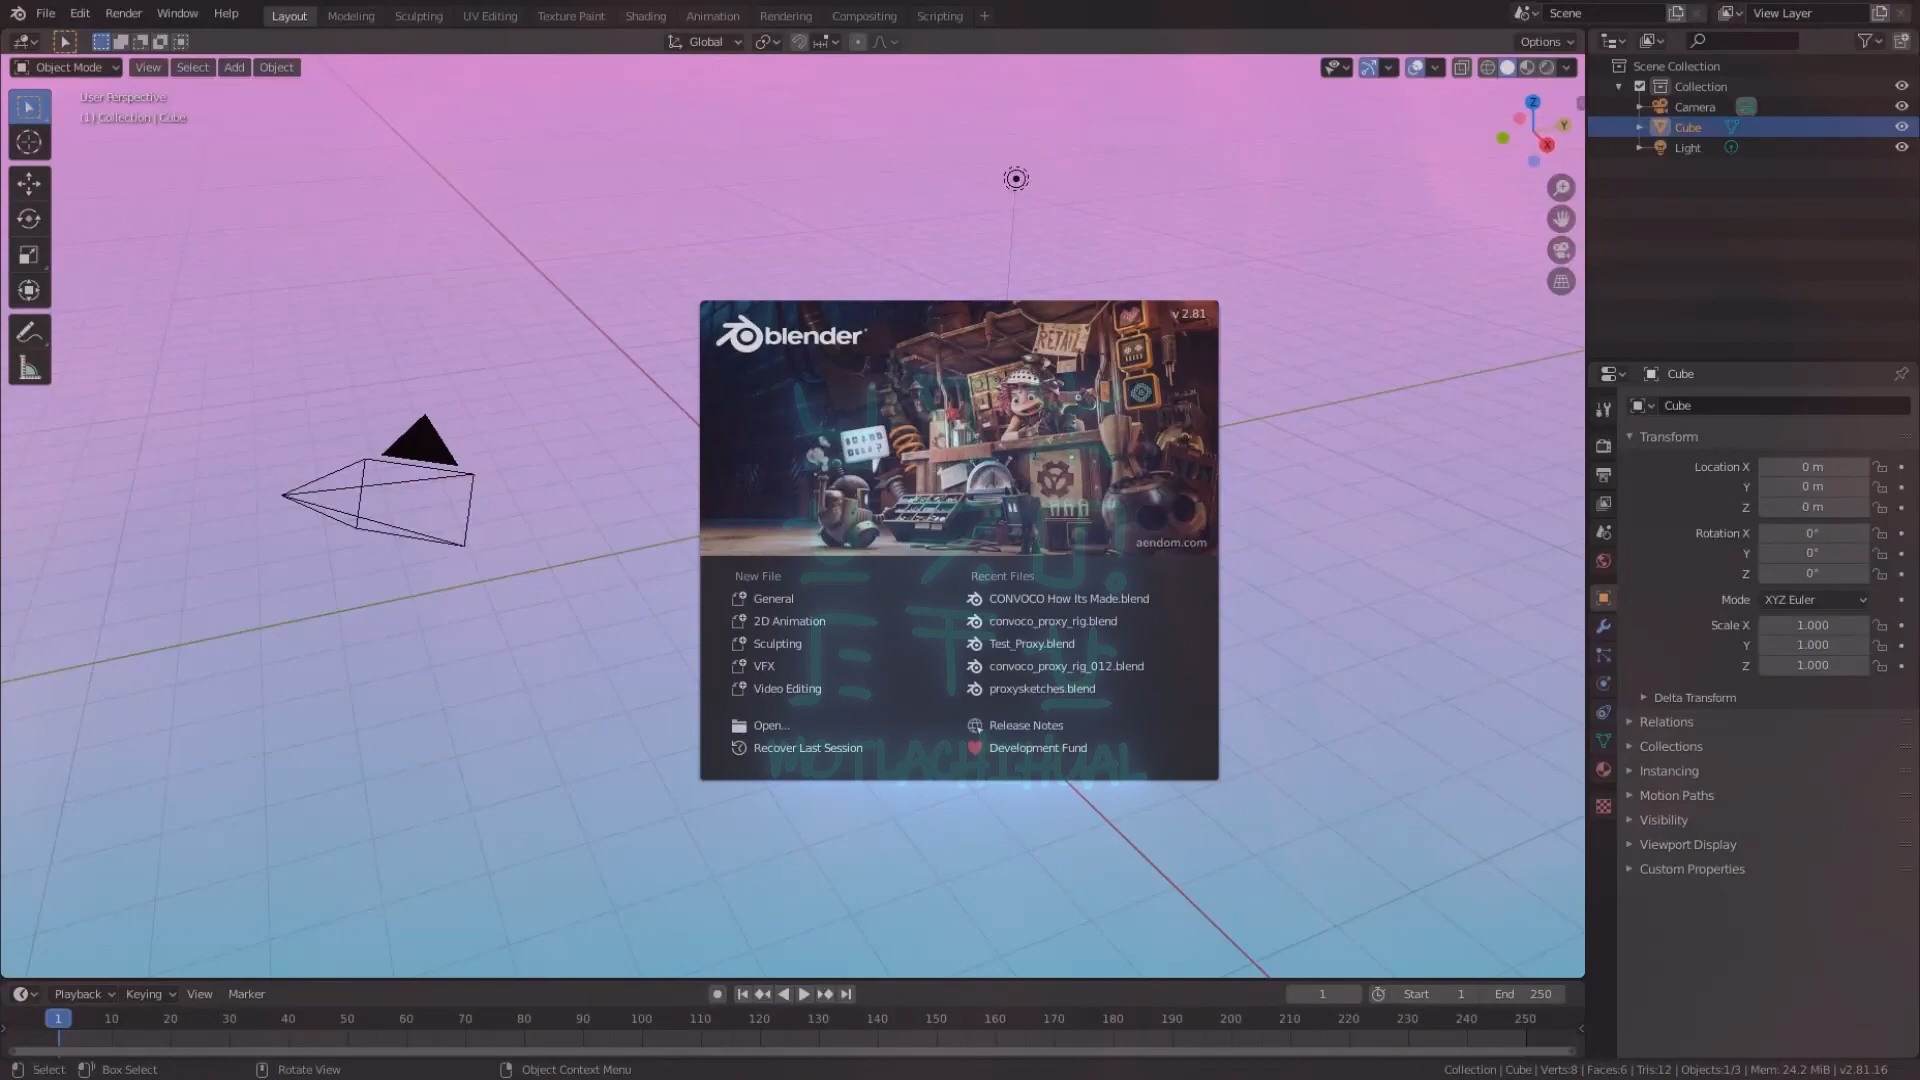 File Edit Render Window Help
Layout Modeling Sculpting UV Editing Texture Paint Shading Animation Rendering Compositing Scripting
Scene
View Layer
Global
Options
Object Mode View Select Add Object
User Perspective
(1) Collection | Cube
Z
Y
X
Scene Collection
Collection
Camera
Cube
Light
blender
v 2.81
RETAIL
aendom.com
New File
General
2D Animation
Sculpting
VFX
Video Editing
Open...
Recover Last Session
Recent Files
CONVOCO How Its Made.blend
convoco_proxy_rig.blend
Test_Proxy.blend
convoco_proxy_rig_012.blend
proxysketches.blend
Release Notes
Development Fund
Cube
Cube
Transform
Location X 0 m
Y 0 m
Z 0 m
Rotation X 0°
Y 0°
Z 0°
Mode XYZ Euler
Scale X 1.000
Y 1.000
Z 1.000
Delta Transform
Relations
Collections
Instancing
Motion Paths
Visibility
Viewport Display
Custom Properties
Playback Keying View Marker
1 Start 1 End 250
1 10 20 30 40 50 60 70 80 90 100 110 120 130 140 150 160 170 180 190 200 210 220 230 240 250
Select Box Select Rotate View Object Context Menu
Collection | Cube | Verts:8 | Faces:6 | Tris:12 | Objects:1/3 | Mem: 24.2 MiB | v2.81.16